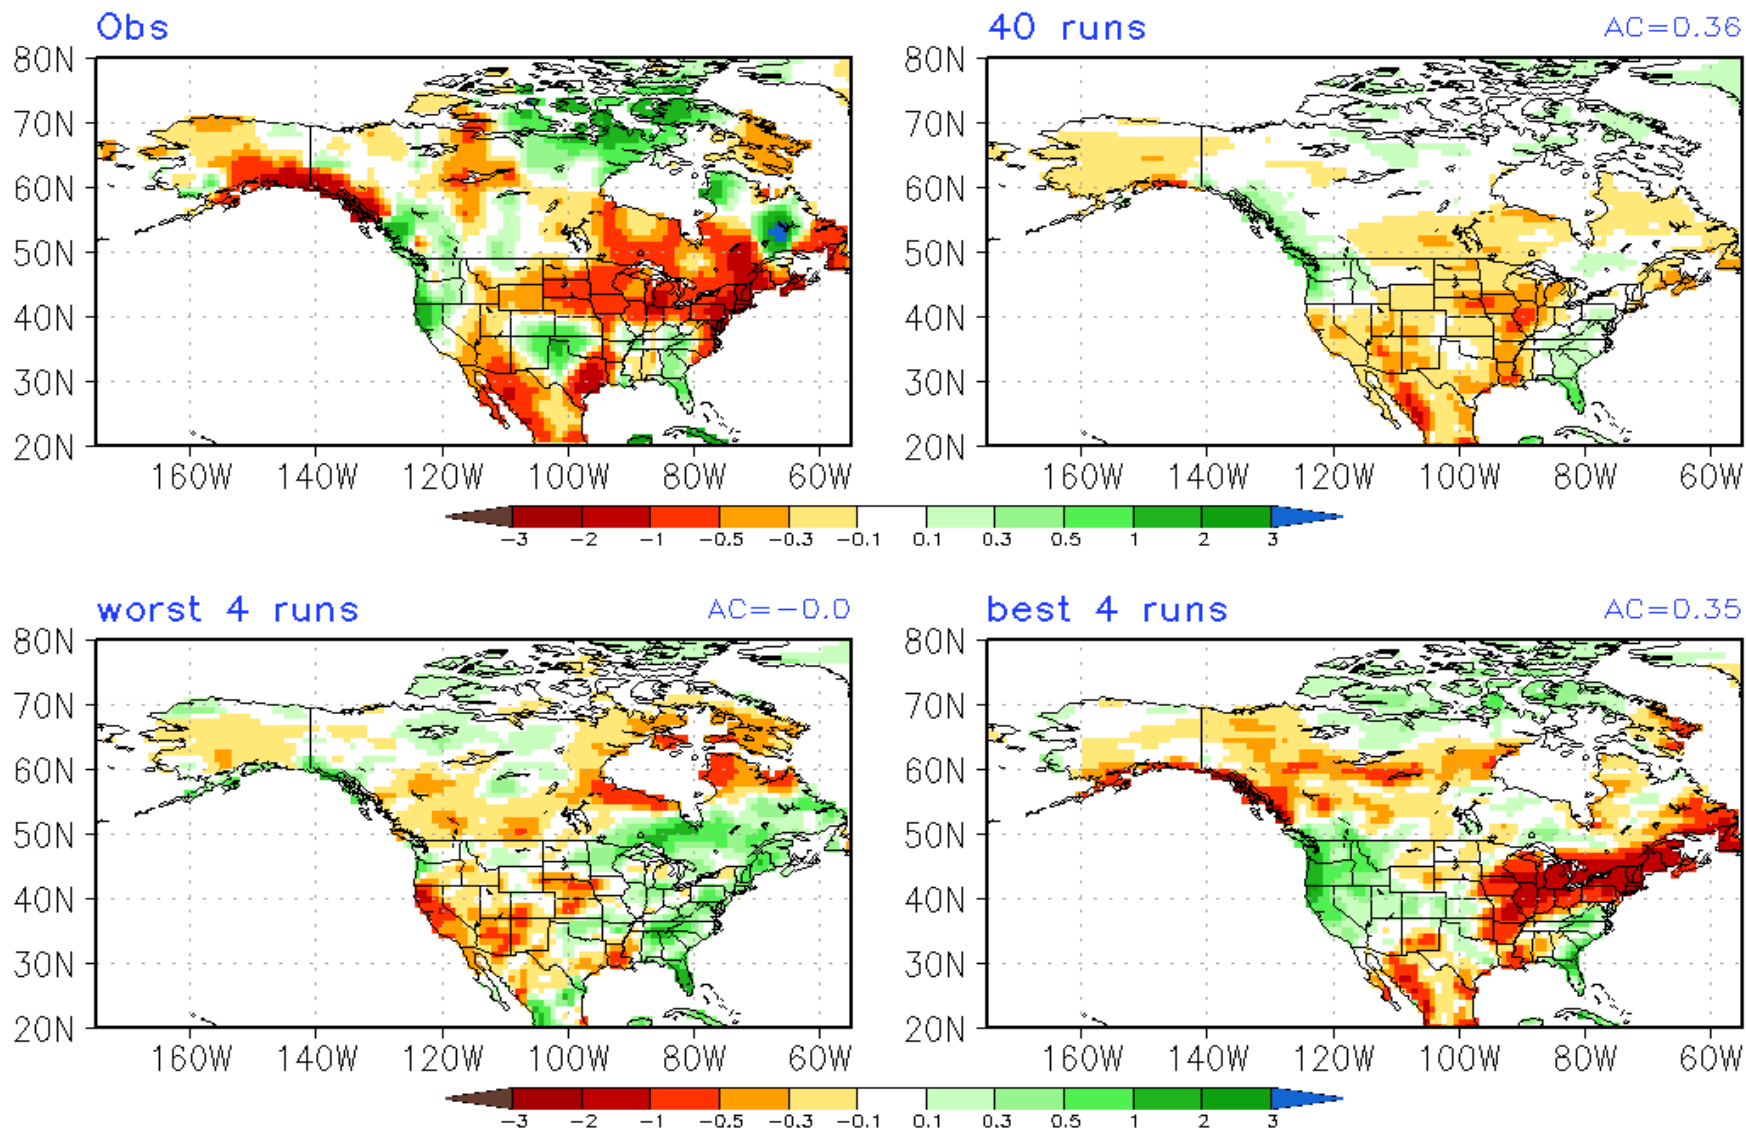 Obs
40 runs AC=0.36
80N 80N
70N 70N
60N 60N
50N 50N
40N 40N
30N 30N
20N 20N
160W 140W 120W 100W 80W 60W 160W 140W 120W 100W 80W 60W
-3 -2 -1 -0.5 -0.3 -0.1 0.1 0.3 0.5 1 2 3
worst 4 runs AC=-0.0
best 4 runs AC=0.35
80N 80N
70N 70N
60N 60N
50N 50N
40N 40N
30N 30N
20N 20N
160W 140W 120W 100W 80W 60W 160W 140W 120W 100W 80W 60W
-3 -2 -1 -0.5 -0.3 -0.1 0.1 0.3 0.5 1 2 3